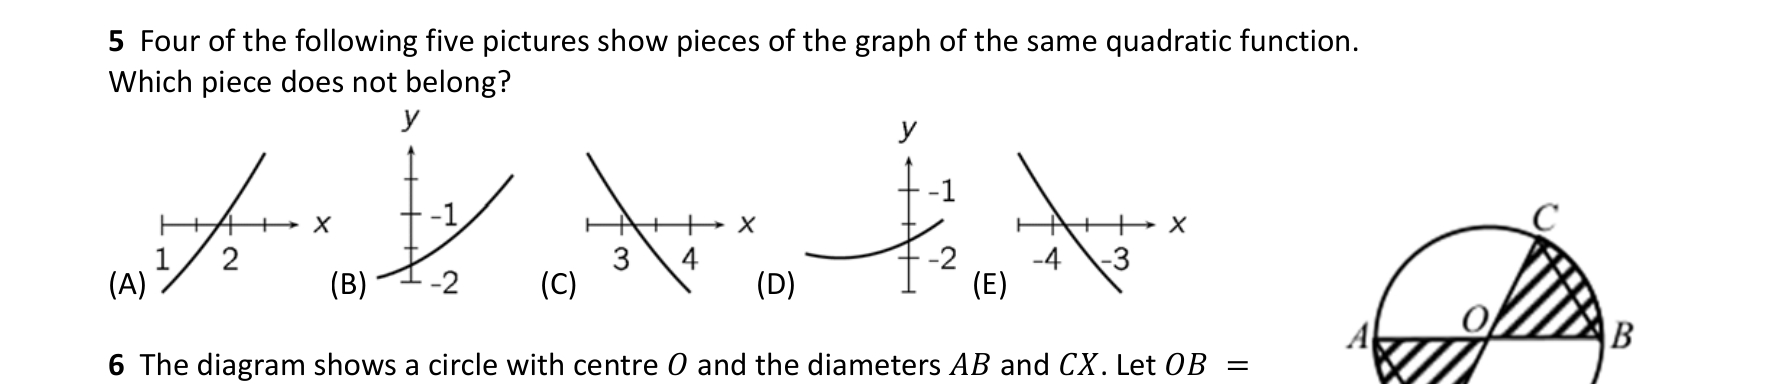 5 Four of the following five pictures show pieces of the graph of the same quadratic function.
Which piece does not belong?
y y
-1
-1 x x x
C
1 2 3 4 -2 -4 -3
(A) (B) -2 (C) (D) (E)
O
A B
6 The diagram shows a circle with centre O and the diameters AB and CX. Let OB =